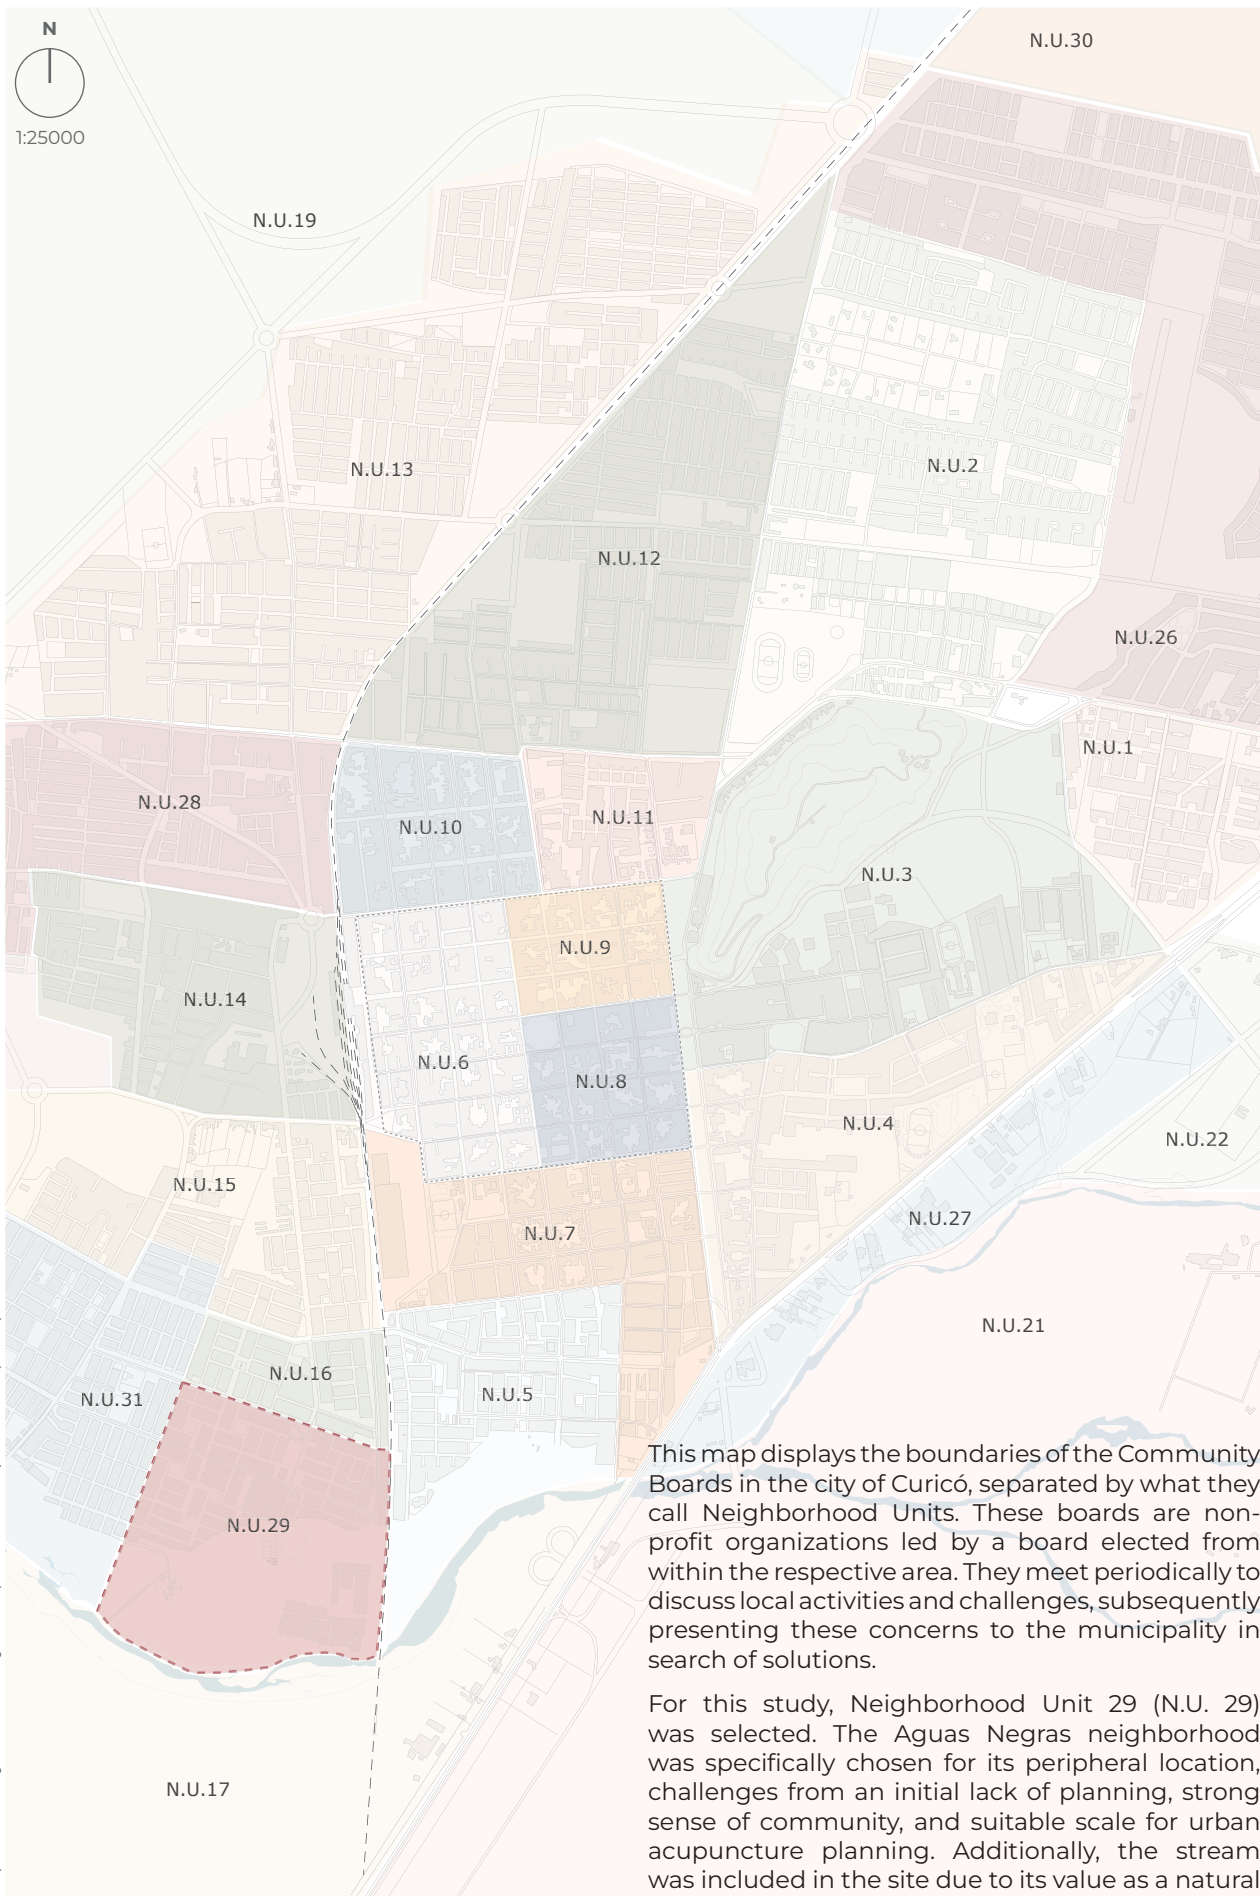 N
1:25000
N.U.30
N.U.19
N.U.13
N.U.2
N.U.12
N.U.26
N.U.1
N.U.28
N.U.10
N.U.11
N.U.3
N.U.9
N.U.14
N.U.6
N.U.8
N.U.4
N.U.22
N.U.15
N.U.27
N.U.7
N.U.21
N.U.16
N.U.5
N.U.31
N.U.29
N.U.17
This map displays the boundaries of the Community
Boards in the city of Curicó, separated by what they
call Neighborhood Units. These boards are non-
profit organizations led by a board elected from
within the respective area. They meet periodically to
discuss local activities and challenges, subsequently
presenting these concerns to the municipality in
search of solutions.
For this study, Neighborhood Unit 29 (N.U. 29)
was selected. The Aguas Negras neighborhood
was specifically chosen for its peripheral location,
challenges from an initial lack of planning, strong
sense of community, and suitable scale for urban
acupuncture planning. Additionally, the stream
was included in the site due to its value as a natural